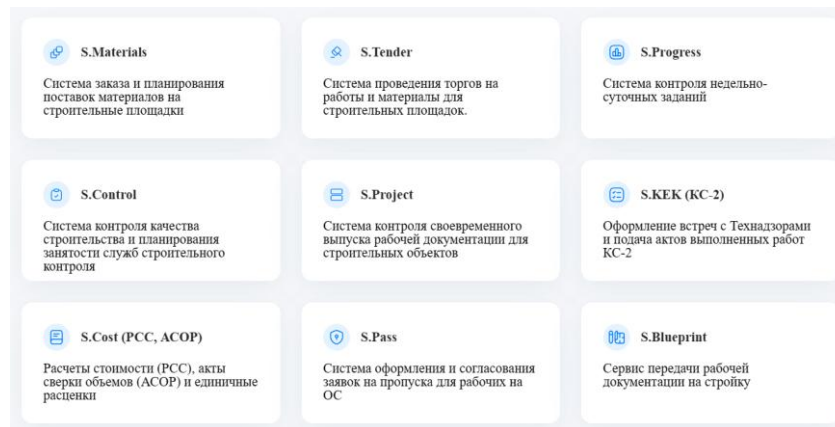 S.Materials
Система заказа и планирования
поставок материалов на
строительные площадки
S.Tender
Система проведения торгов на
работы и материалы для
строительных площадок.
S.Progress
Система контроля недельно-
суточных заданий
S.Control
Система контроля качества
строительства и планирования
занятости служб строительного
контроля
S.Project
Система контроля своевременного
выпуска рабочей документации для
строительных объектов
S.КЕК (КС-2)
Оформление встреч с Технадзорами
и подача актов выполненных работ
КС-2
S.Cost (РСС, АСОР)
Расчеты стоимости (РСС), акты
сверки объемов (АСОР) и единичные
расценки
S.Pass
Система оформления и согласования
заявок на пропуска для рабочих на
ОС
S.Blueprint
Сервис передачи рабочей
документации на стройку